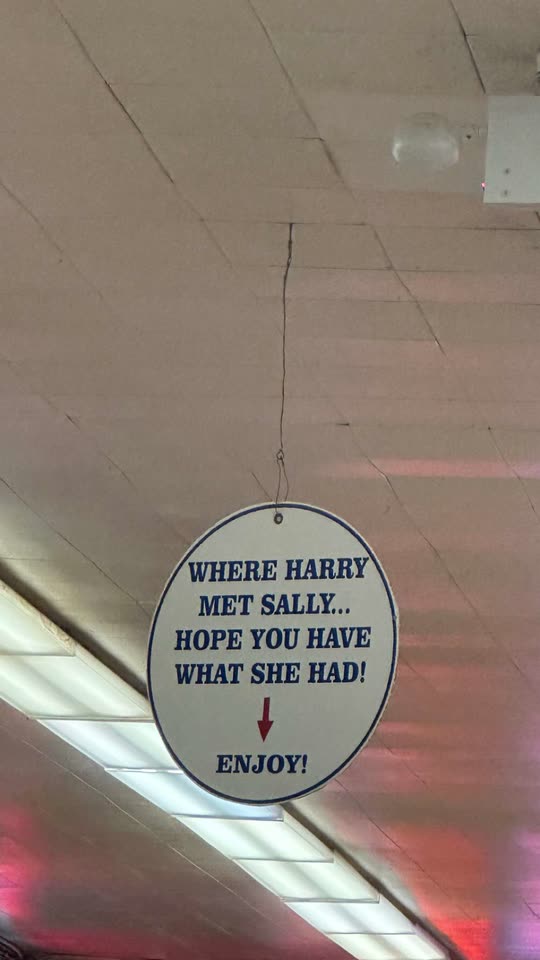 WHERE HARRY
MET SALLY...
HOPE YOU HAVE
WHAT SHE HAD!
ENJOY!